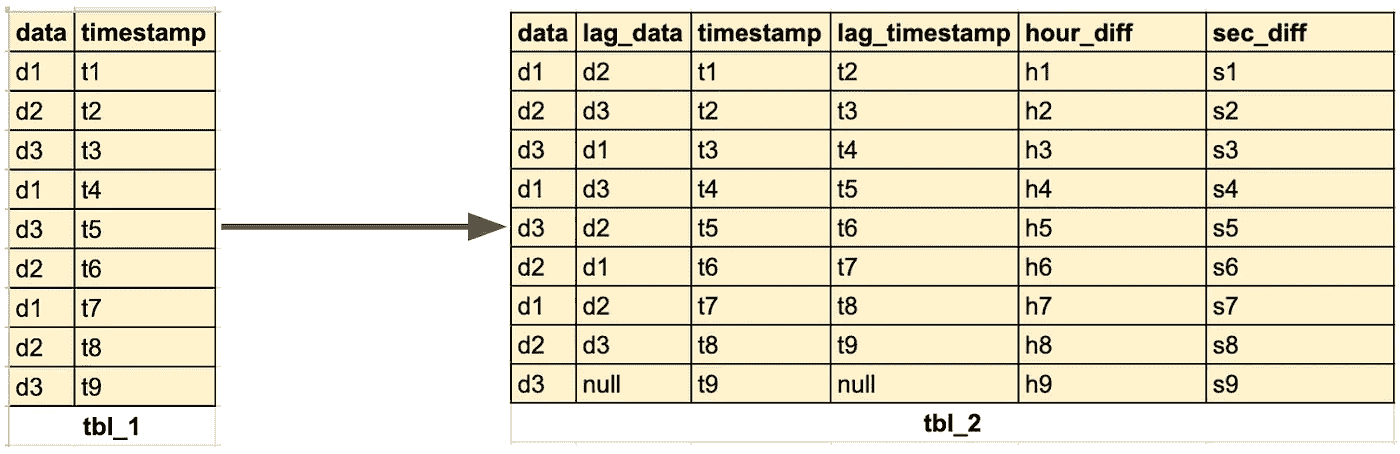 data timestamp
d1 t1
d2 t2
d3 t3
d1 t4
d3 t5
d2 t6
d1 t7
d2 t8
d3 t9
tbl_1
data lag_data timestamp lag_timestamp hour_diff sec_diff
d1 d2 t1 t2 h1 s1
d2 d3 t2 t3 h2 s2
d3 d1 t3 t4 h3 s3
d1 d3 t4 t5 h4 s4
d3 d2 t5 t6 h5 s5
d2 d1 t6 t7 h6 s6
d1 d2 t7 t8 h7 s7
d2 d3 t8 t9 h8 s8
d3 null t9 null h9 s9
tbl_2